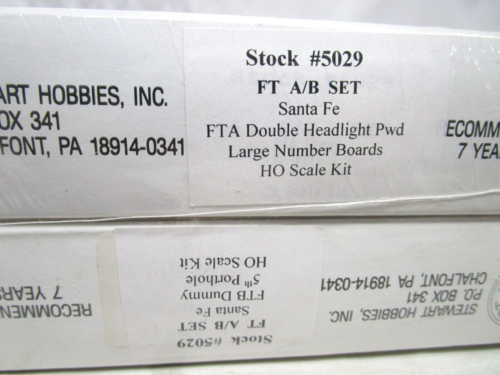 ART HOBBIES, INC.
OX 341
FONT, PA 18914-0341
Stock #5029
FT A/B SET
Santa Fe
FTA Double Headlight Pwd
Large Number Boards
HO Scale Kit
ECOMM
7 YEA
Stock #5029
FT A/B SET
Santa Fe
FTB Dummy
5th Porthole
HO Scale Kit
STEWART HOBBIES, INC.
P.O. BOX 341
CHALFONT, PA 18914-0341
RECOMMEN
7 YEARS